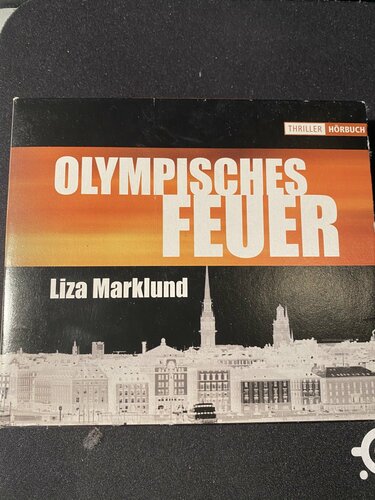 THRILLER HÖRBUCH
OLYMPISCHES
FEUER
Liza Marklund